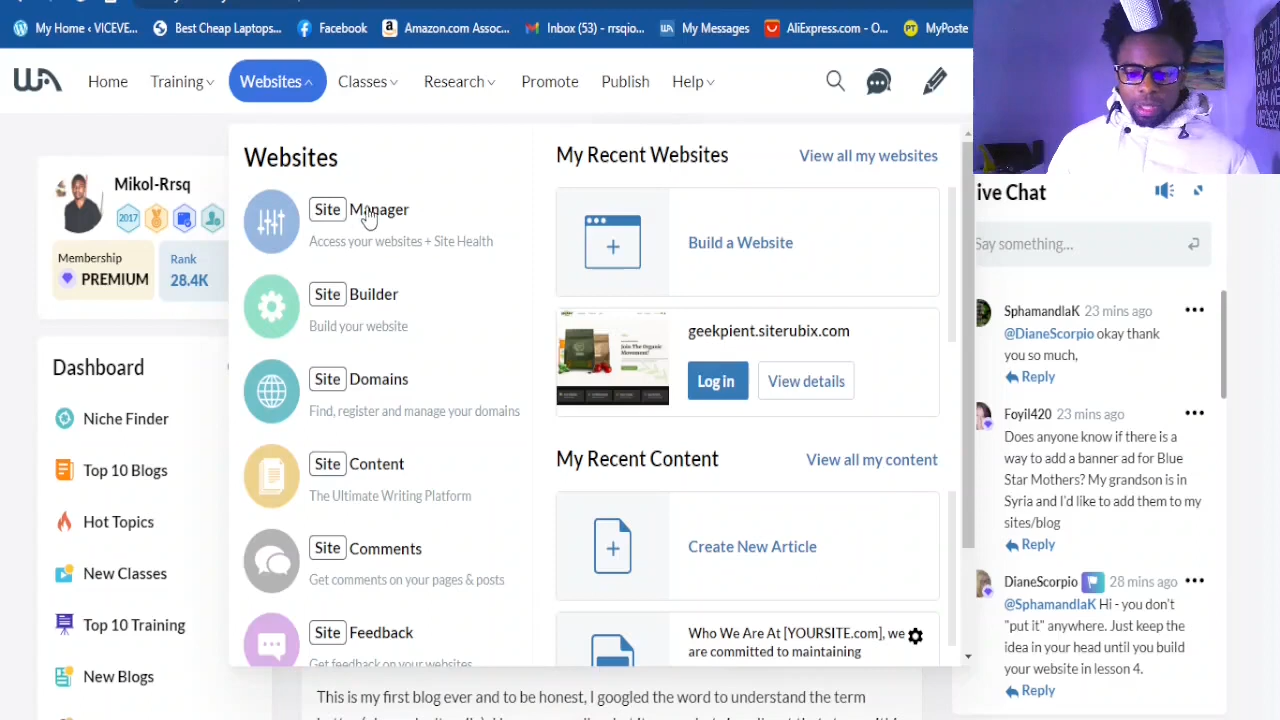 My Home ‹ VICEVE...
Best Cheap Laptops...
Facebook
Amazon.com Assoc...
Inbox (53) - rrsqio...
My Messages
AliExpress.com - O...
MyPoste
WA
Home
Training
Websites
Classes
Research
Promote
Publish
Help
Mikol-Rrsq
2017
Membership
PREMIUM
Rank
28.4K
Dashboard
Niche Finder
Top 10 Blogs
Hot Topics
New Classes
Top 10 Training
New Blogs
Websites
Site Manager
Access your websites + Site Health
Site Builder
Build your website
Site Domains
Find, register and manage your domains
Site Content
The Ultimate Writing Platform
Site Comments
Get comments on your pages & posts
Site Feedback
Get feedback on your websites
My Recent Websites
View all my websites
Build a Website
Join The Organic
geekpient.siterubix.com
Log in
View details
My Recent Content
View all my content
Create New Article
Who We Are At [YOURSITE.com], we
are committed to maintaining
This is my first blog ever and to be honest, I googled the word to understand the term
ive Chat
Say something...
SphamandlaK 23 mins ago
@DianeScorpio okay thank
you so much,
Reply
Foyil420 23 mins ago
Does anyone know if there is a
way to add a banner ad for Blue
Star Mothers? My grandson is in
Syria and I'd like to add them to my
sites/blog
Reply
DianeScorpio 28 mins ago
@SphamandlaK Hi - you don't
"put it" anywhere. Just keep the
idea in your head until you build
your website in lesson 4.
Reply